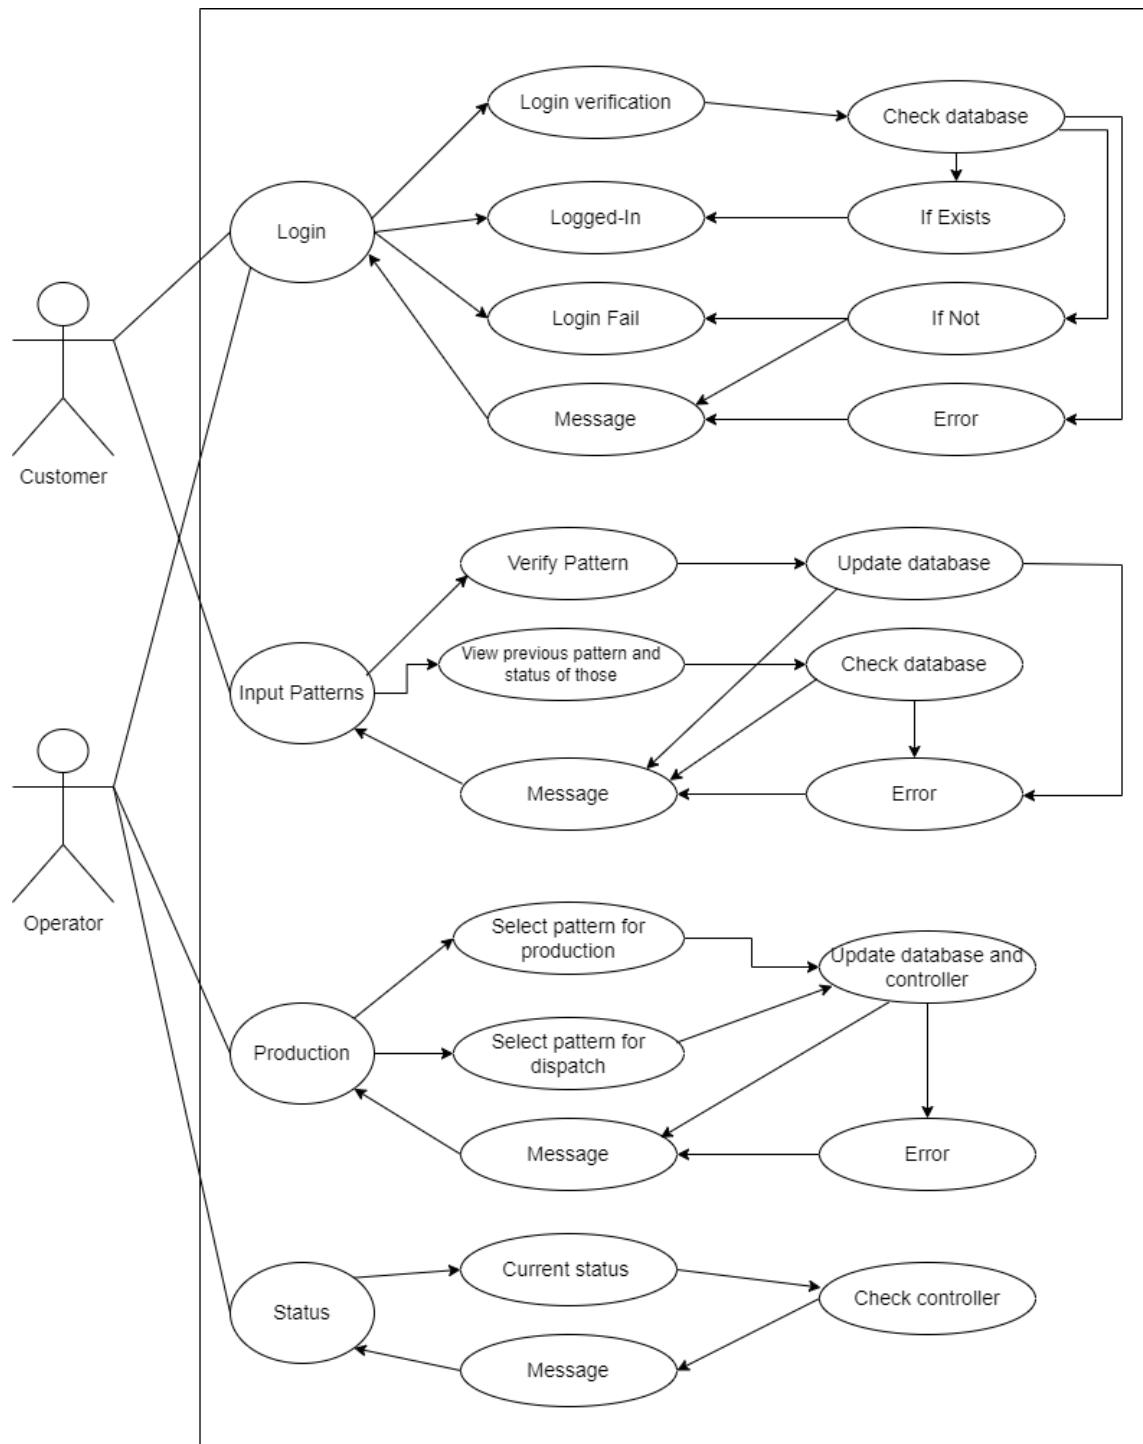 Login verification
Check database
Login
Logged-In
If Exists
Login Fail
If Not
Message
Error
Customer
Verify Pattern
Update database
View previous pattern and
status of those
Check database
Input Patterns
Message
Error
Operator
Select pattern for
production
Update database and
controller
Production
Select pattern for
dispatch
Message
Error
Current status
Check controller
Status
Message